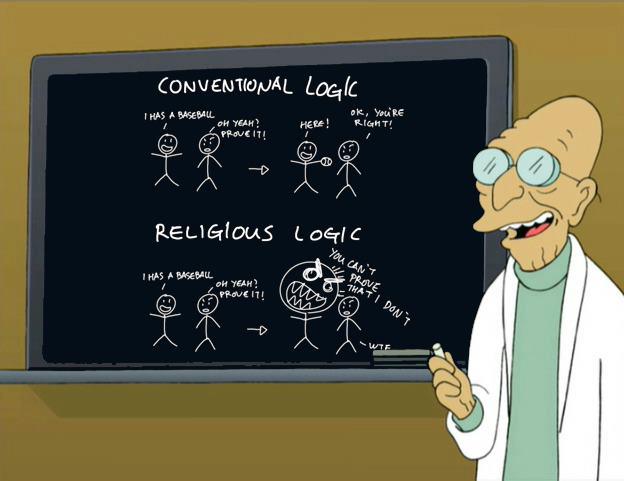 CONVENTIONAL LOGIC
I HAS A BASEBALL
OH YEAH?
PROVE IT!
HERE!
OK, YOU'RE
RIGHT!
RELIGIOUS LOGIC
I HAS A BASEBALL
OH YEAH?
PROVE IT!
YOU CAN'T
PROVE
THAT I DON'T
WTF